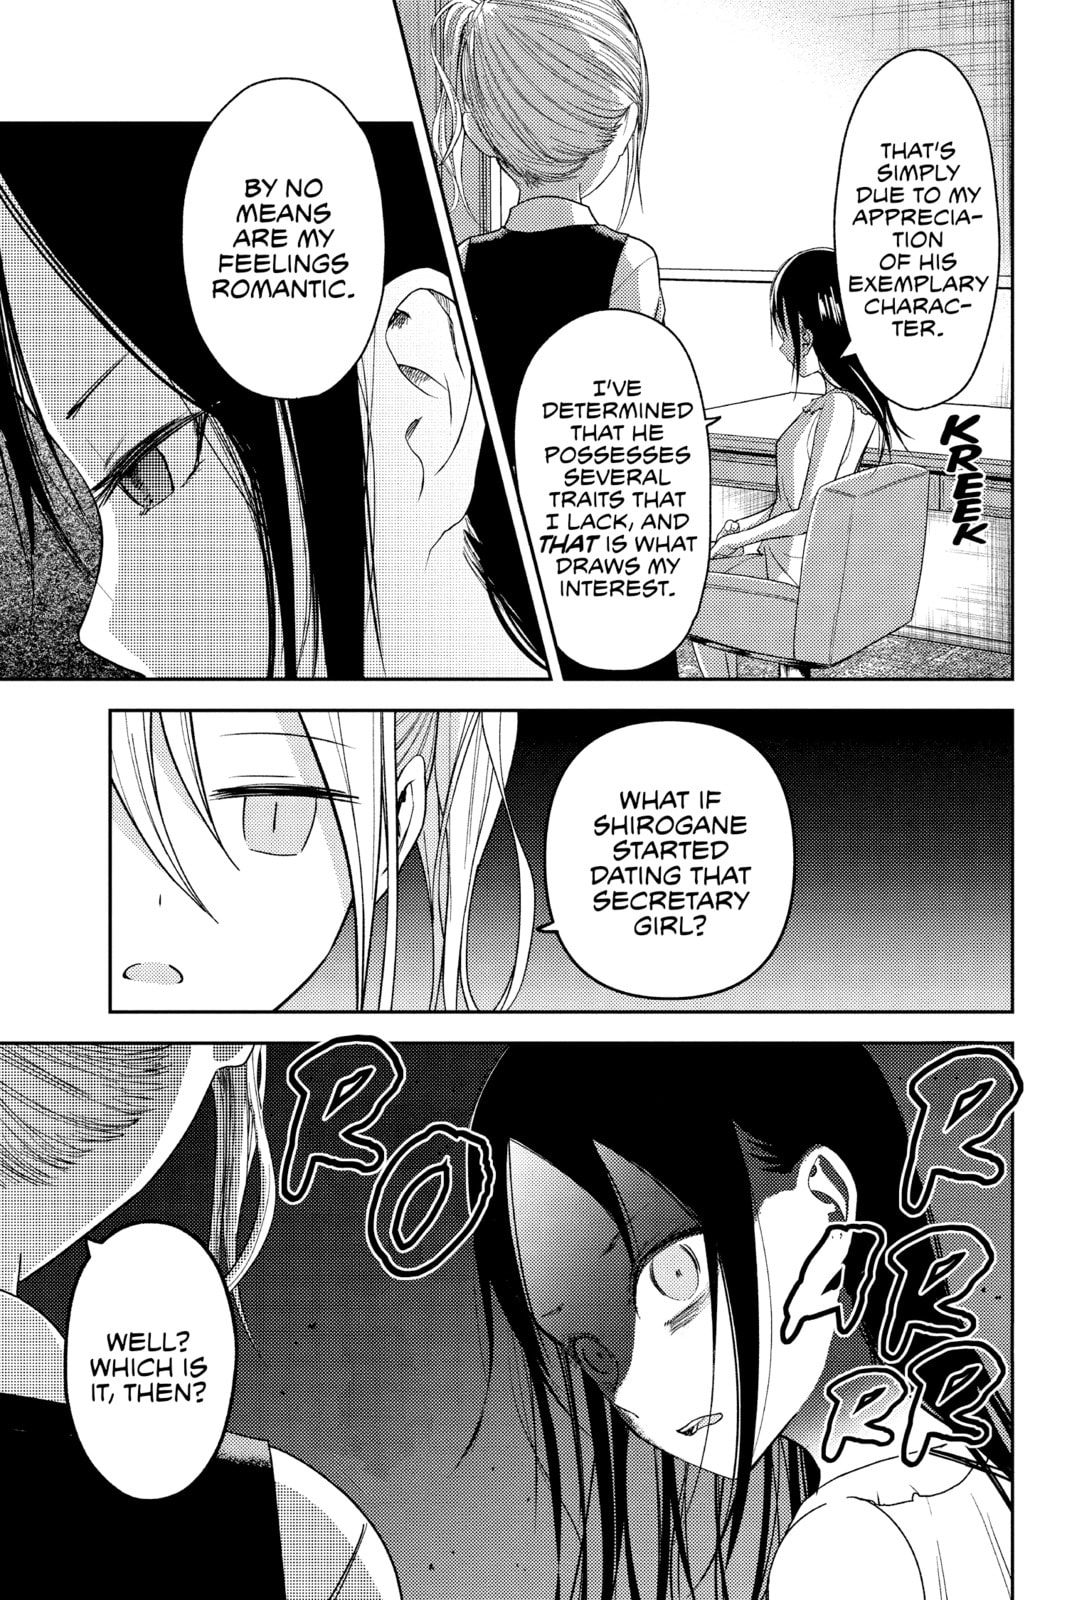 THAT'S
SIMPLY
DUE TO MY
APPRECIA-
TION
OF HIS
EXEMPLARY
CHARAC-
TER.
KREEK
I'VE
DETERMINED
THAT HE
POSSESSES
SEVERAL
TRAITS THAT
I LACK, AND
THAT IS WHAT
DRAWS MY
INTEREST.
BY NO
MEANS
ARE MY
FEELINGS
ROMANTIC.
WHAT IF
SHIROGANE
STARTED
DATING THAT
SECRETARY
GIRL?
RO
RARRRR
WELL?
WHICH IS
IT, THEN?